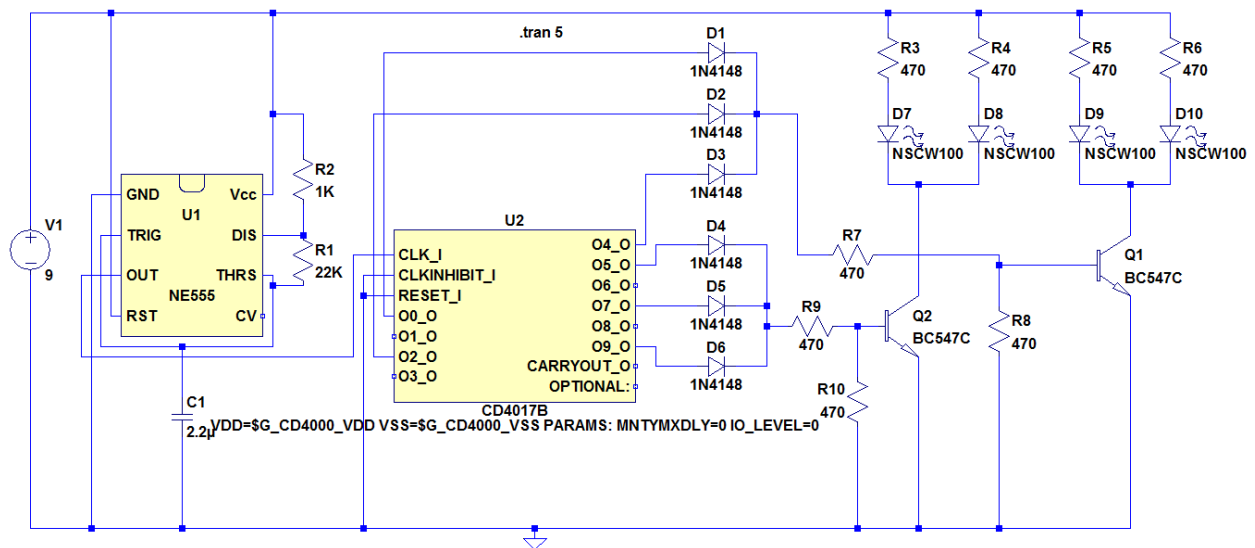 .tran 5
D1
1N4148
D2
1N4148
D3
1N4148
D4
1N4148
D5
1N4148
D6
1N4148
R3
470
R4
470
R5
470
R6
470
D7
NSCW100
D8
NSCW100
D9
NSCW100
D10
NSCW100
V1
9
GND
Vcc
U1
TRIG
DIS
OUT
THRS
NE555
RST
CV
R2
1K
R1
22K
C1
2.2µ
U2
CLK_I
CLKINHIBIT_I
RESET_I
O0_O
O1_O
O2_O
O3_O
O4_O
O5_O
O6_O
O7_O
O8_O
O9_O
CARRYOUT_O
OPTIONAL:
CD4017B
VDD=$G_CD4000_VDD VSS=$G_CD4000_VSS PARAMS: MNTYMXDLY=0 IO_LEVEL=0
R7
470
R9
470
R10
470
Q2
BC547C
R8
470
Q1
BC547C